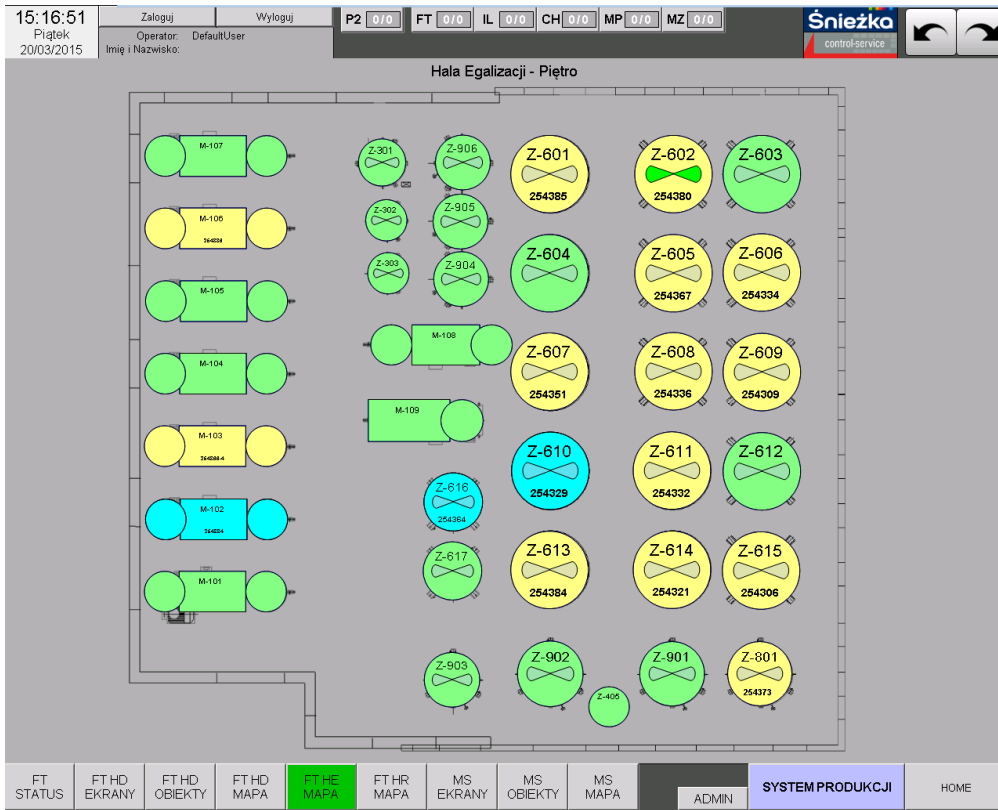 15:16:51
Piątek
20/03/2015
Zaloguj
Wyloguj
Operator: DefaultUser
Imię i Nazwisko:
P2 0/0 FT 0/0 IL 0/0 CH 0/0 MP 0/0 MZ 0/0
Śnieżka
control-service
Hala Egalizacji - Piętro
M-107
M-106
M-105
M-104
M-103
M-102
M-101
Z-301
Z-906
Z-302
Z-905
Z-303
Z-904
M-108
M-109
Z-616
254364
Z-617
Z-903
Z-601
254385
Z-602
254380
Z-603
Z-604
Z-605
254367
Z-606
254334
Z-607
254351
Z-608
254336
Z-609
254309
Z-610
254329
Z-611
254332
Z-612
Z-613
254384
Z-614
254321
Z-615
254306
Z-902
Z-405
Z-901
Z-801
254373
FT
STATUS
FT HD
EKRANY
FT HD
OBIEKTY
FT HD
MAPA
FT HE
MAPA
FT HR
MAPA
MS
EKRANY
MS
OBIEKTY
MS
MAPA
ADMIN
SYSTEM PRODUKCJI
HOME